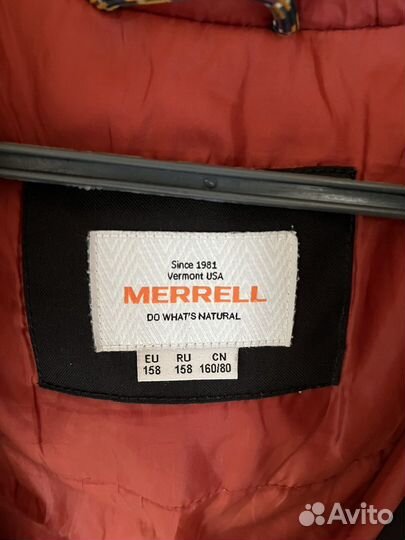 Since 1981
Vermont USA
MERRELL
DO WHAT'S NATURAL
EU RU CN
158 158 160/80
Avito